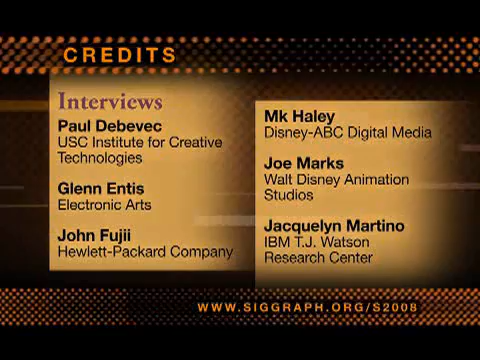 CREDITS
Interviews
Paul Debevec
USC Institute for Creative
Technologies
Glenn Entis
Electronic Arts
John Fujii
Hewlett-Packard Company
Mk Haley
Disney-ABC Digital Media
Joe Marks
Walt Disney Animation
Studios
Jacquelyn Martino
IBM T.J. Watson
Research Center
WWW.SIGGRAPH.ORG/S2008